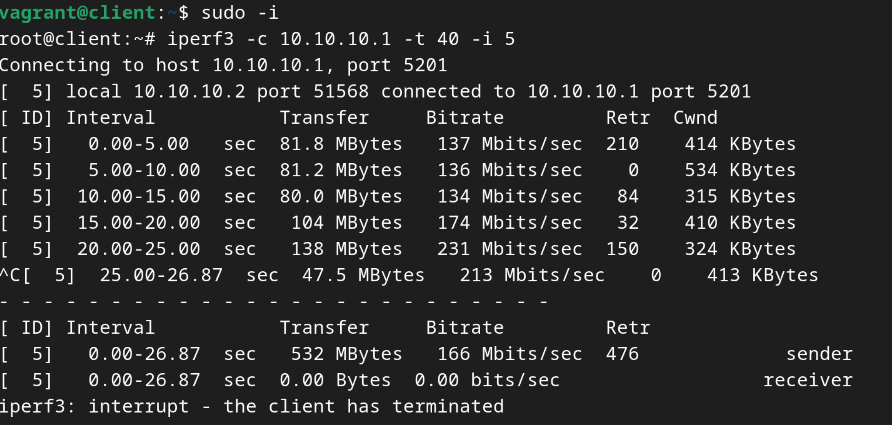 vagrant@client:~$ sudo -i
root@client:~# iperf3 -c 10.10.10.1 -t 40 -i 5
Connecting to host 10.10.10.1, port 5201
[  5] local 10.10.10.2 port 51568 connected to 10.10.10.1 port 5201
[ ID] Interval           Transfer     Bitrate         Retr  Cwnd
[  5]   0.00-5.00   sec  81.8 MBytes   137 Mbits/sec  210    414 KBytes
[  5]   5.00-10.00  sec  81.2 MBytes   136 Mbits/sec    0    534 KBytes
[  5]  10.00-15.00  sec  80.0 MBytes   134 Mbits/sec   84    315 KBytes
[  5]  15.00-20.00  sec   104 MBytes   174 Mbits/sec   32    410 KBytes
[  5]  20.00-25.00  sec   138 MBytes   231 Mbits/sec  150    324 KBytes
^C[  5]  25.00-26.87  sec  47.5 MBytes   213 Mbits/sec    0    413 KBytes
- - - - - - - - - - - - - - - - - - - - - - - - -
[ ID] Interval           Transfer     Bitrate         Retr
[  5]   0.00-26.87  sec   532 MBytes   166 Mbits/sec  476             sender
[  5]   0.00-26.87  sec  0.00 Bytes  0.00 bits/sec                  receiver
iperf3: interrupt - the client has terminated